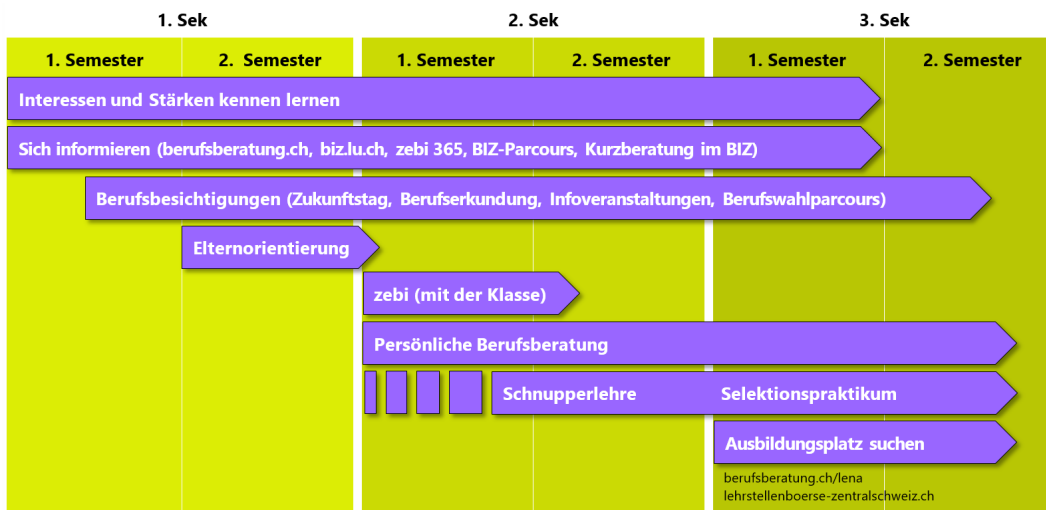 1. Sek 2. Sek 3. Sek
1. Semester 2. Semester 1. Semester 2. Semester 1. Semester 2. Semester
Interessen und Stärken kennen lernen
Sich informieren (berufsberatung.ch, biz.lu.ch, zebi 365, BIZ-Parcours, Kurzberatung im BIZ)
Berufsbesichtigungen (Zukunftstag, Berufserkundung, Infoveranstaltungen, Berufswahlparcours)
Elternorientierung
zebi (mit der Klasse)
Persönliche Berufsberatung
Schnupperlehre Selektionspraktikum
Ausbildungsplatz suchen
berufsberatung.ch/lena
lehrstellenboerse-zentralschweiz.ch